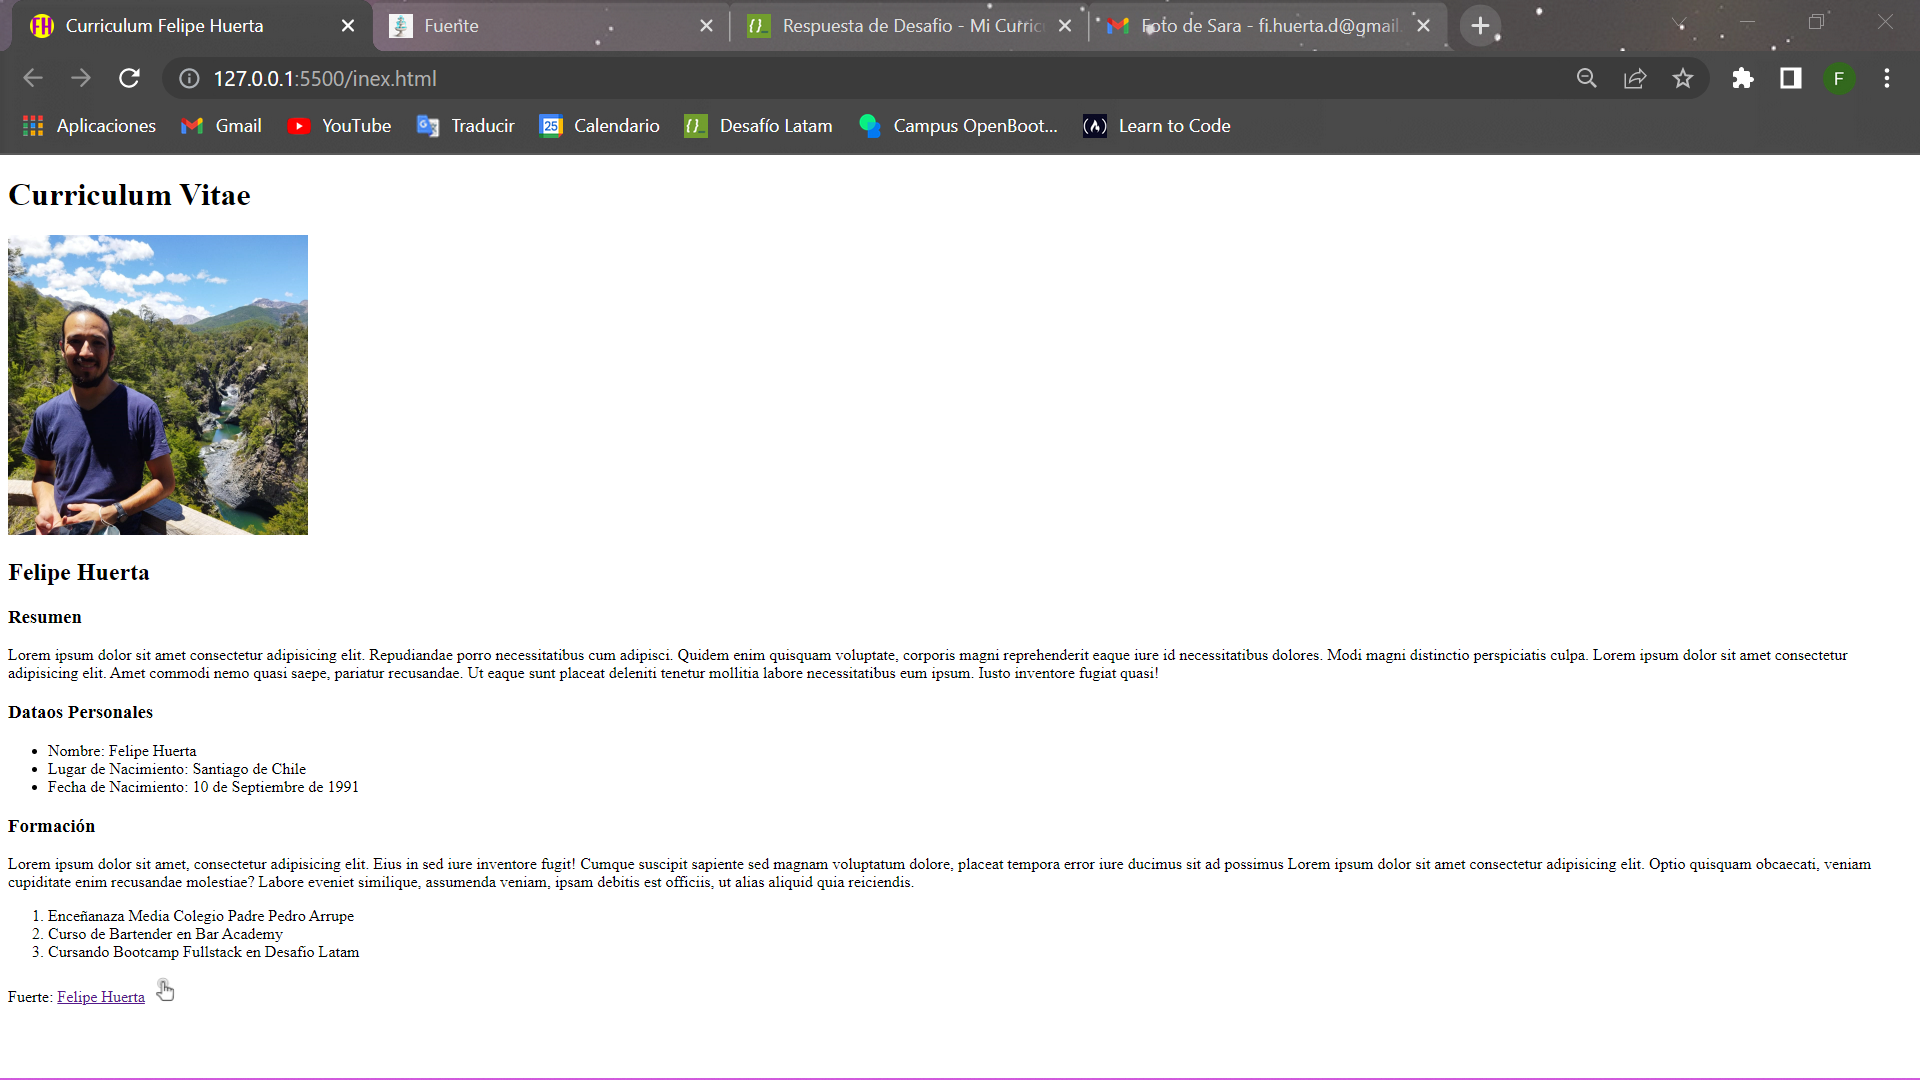 FH Curriculum Felipe Huerta
Fuente
Respuesta de Desafio - Mi Curric
Foto de Sara - fi.huerta.d@gmail.
127.0.0.1:5500/inex.html
F
Aplicaciones
Gmail
YouTube
Traducir
25 Calendario
Desafío Latam
Campus OpenBoot...
Learn to Code
Curriculum Vitae
Felipe Huerta
Resumen
Lorem ipsum dolor sit amet consectetur adipisicing elit. Repudiandae porro necessitatibus cum adipisci. Quidem enim quisquam voluptate, corporis magni reprehenderit eaque iure id necessitatibus dolores. Modi magni distinctio perspiciatis culpa. Lorem ipsum dolor sit amet consectetur
adipisicing elit. Amet commodi nemo quasi saepe, pariatur recusandae. Ut eaque sunt placeat deleniti tenetur mollitia labore necessitatibus eum ipsum. Iusto inventore fugiat quasi!
Dataos Personales
• Nombre: Felipe Huerta
• Lugar de Nacimiento: Santiago de Chile
• Fecha de Nacimiento: 10 de Septiembre de 1991
Formación
Lorem ipsum dolor sit amet, consectetur adipisicing elit. Eius in sed iure inventore fugit! Cumque suscipit sapiente sed magnam voluptatum dolore, placeat tempora error iure ducimus sit ad possimus Lorem ipsum dolor sit amet consectetur adipisicing elit. Optio quisquam obcaecati, veniam
cupiditate enim recusandae molestiae? Labore eveniet similique, assumenda veniam, ipsam debitis est officiis, ut alias aliquid quia reiciendis.
1. Enceñanaza Media Colegio Padre Pedro Arrupe
2. Curso de Bartender en Bar Academy
3. Cursando Bootcamp Fullstack en Desafío Latam
Fuerte: Felipe Huerta